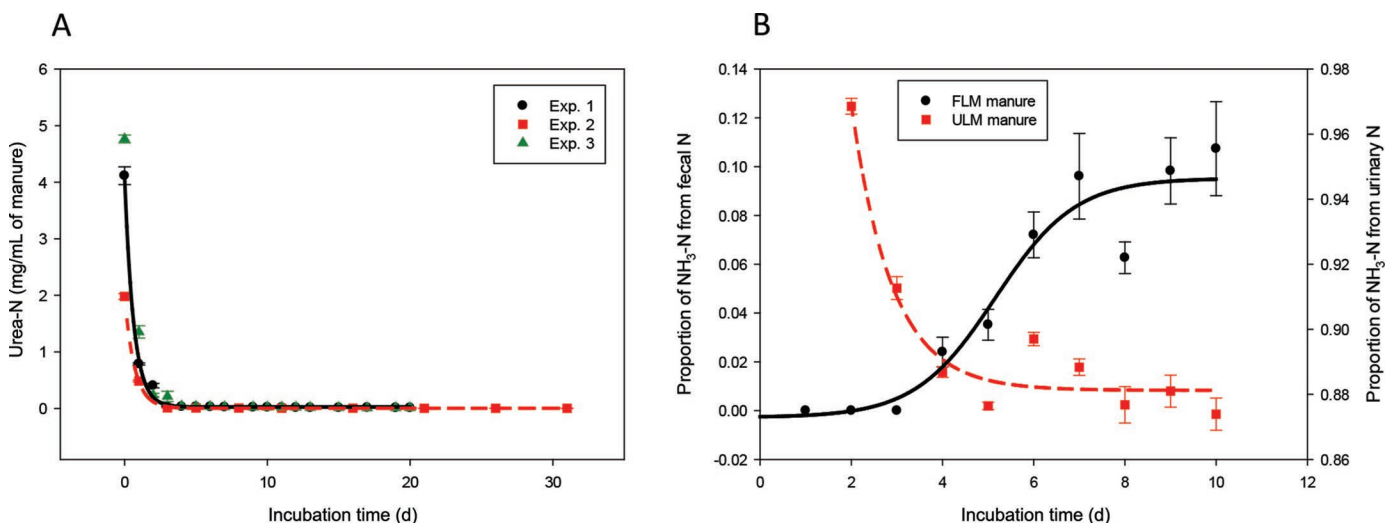 A
Urea-N (mg/mL of manure)
6
5
4
3
2
1
0
0
10
20
30
Incubation time (d)
Exp. 1
Exp. 2
Exp. 3
B
Proportion of NH₃-N from fecal N
0.14
0.12
0.10
0.08
0.06
0.04
0.02
0.00
-0.02
0
2
4
6
8
10
12
Incubation time (d)
FLM manure
ULM manure
0.98
0.96
0.94
0.92
0.90
0.88
0.86
Proportion of NH₃-N from urinary N